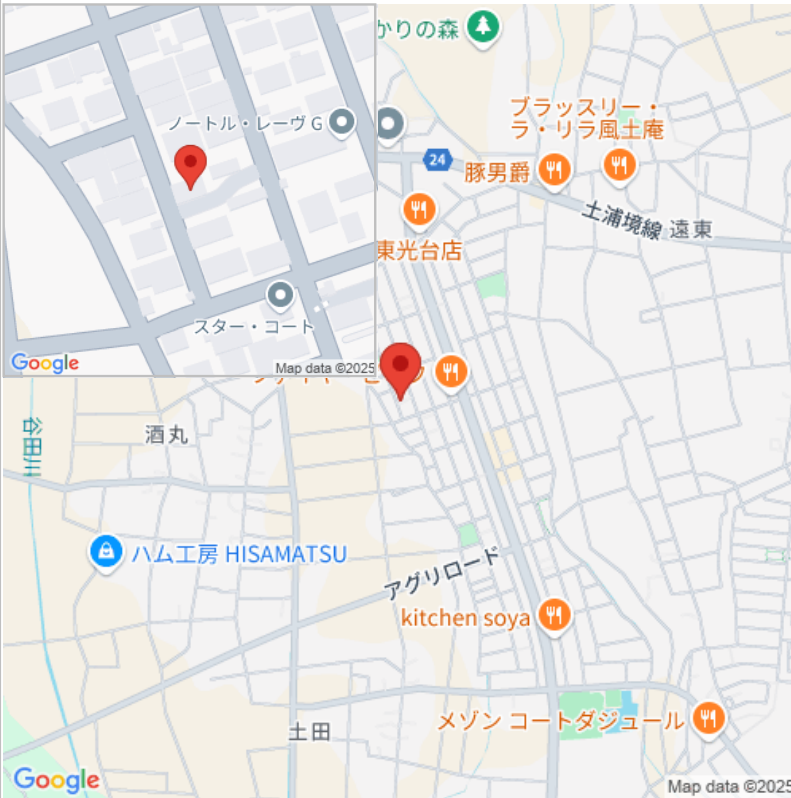 ノートル・レーヴ G
スター・コート
Google
Map data ©2025
かりの森
ブラッスリー・
ラ・リラ風土庵
24
豚男爵
土浦境線
遠東
東光台店
谷田川
酒丸
ハム工房 HISAMATSU
アグリロード
kitchen soya
メゾン コートダジュール
土田
Google
Map data ©2025